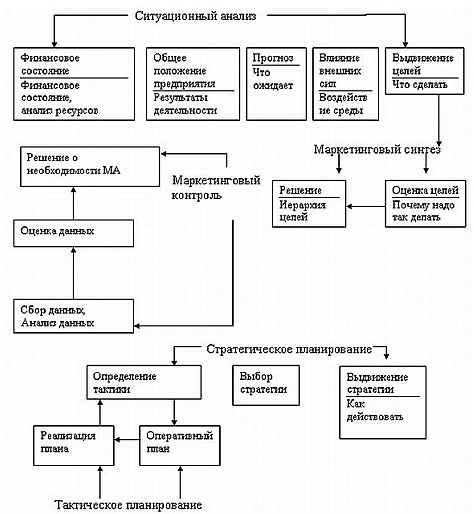 Ситуационный анализ
Финансовое
состояние
Финансовое
состояние,
анализ ресурсов
Общее
положение
предприятия
Результаты
деятельности
Прогноз
Что
ожидает
Влияние
внешних
сил
Воздейств
ие среды
Выдвижение
целей
Что сделать
Маркетинговый синтез
Решение
Иерархия
целей
Оценка целей
Почему надо
так делать
Решение о
необходимости МА
Маркетинговый
контроль
Оценка данных
Сбор данных,
Анализ данных
Стратегическое планирование
Определение
тактики
Выбор
стратегии
Выдвижение
стратегии
Как
действовать
Реализация
плана
Оперативный
план
Тактическое планирование